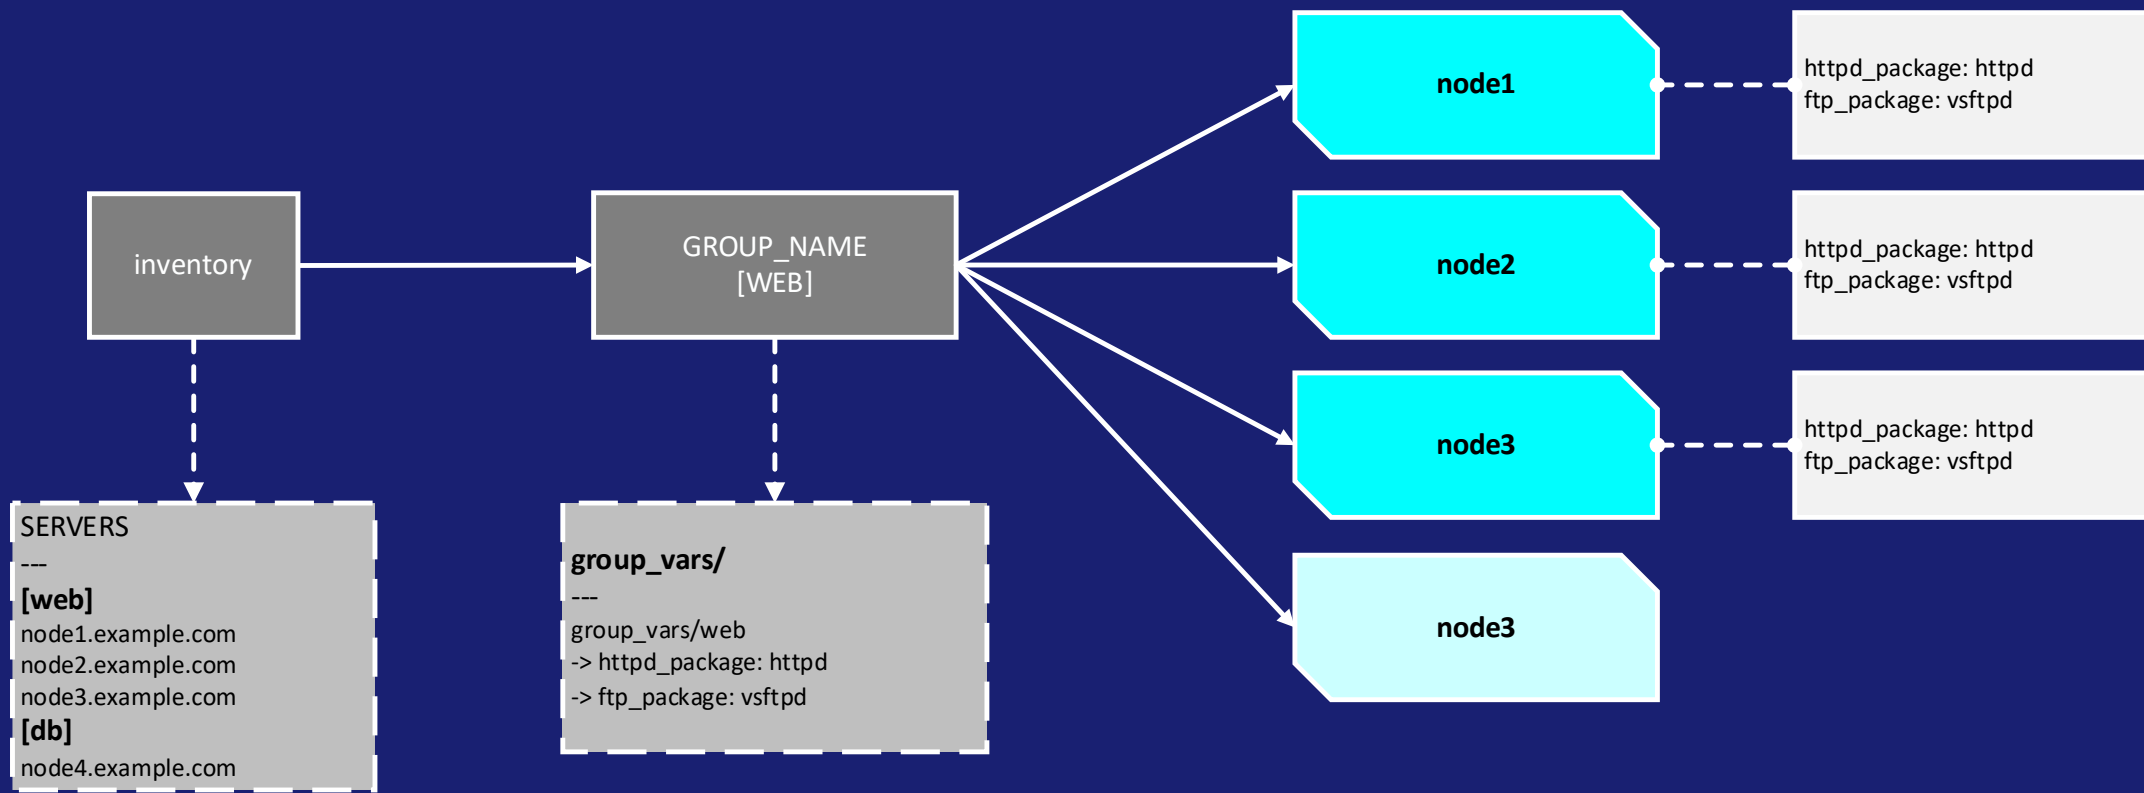 inventory
GROUP_NAME
[WEB]
node1
httpd_package: httpd
ftp_package: vsftpd
node2
httpd_package: httpd
ftp_package: vsftpd
node3
httpd_package: httpd
ftp_package: vsftpd
node3
SERVERS
---
[web]
node1.example.com
node2.example.com
node3.example.com
[db]
node4.example.com
group_vars/
---
group_vars/web
-> httpd_package: httpd
-> ftp_package: vsftpd